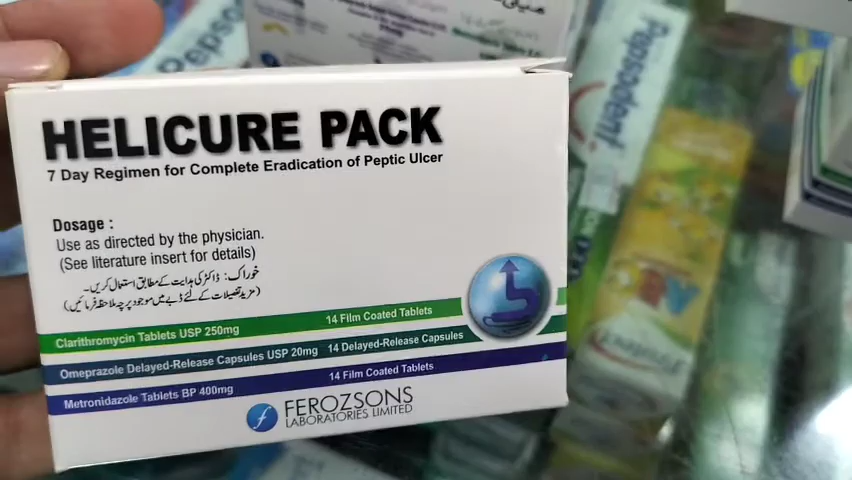 HELICURE PACK
7 Day Regimen for Complete Eradication of Peptic Ulcer
Dosage :
Use as directed by the physician.
(See literature insert for details)
خوراک: ڈاکٹر کی ہدایت کے مطابق استعمال کریں۔
(مزید تفصیلات کے لئے ڈبے میں موجود پرچہ ملاحظہ فرمائیں)
Clarithromycin Tablets USP 250mg 14 Film Coated Tablets
Omeprazole Delayed-Release Capsules USP 20mg 14 Delayed-Release Capsules
Metronidazole Tablets BP 400mg 14 Film Coated Tablets
f FEROZSONS
LABORATORIES LIMITED
Pepsodent